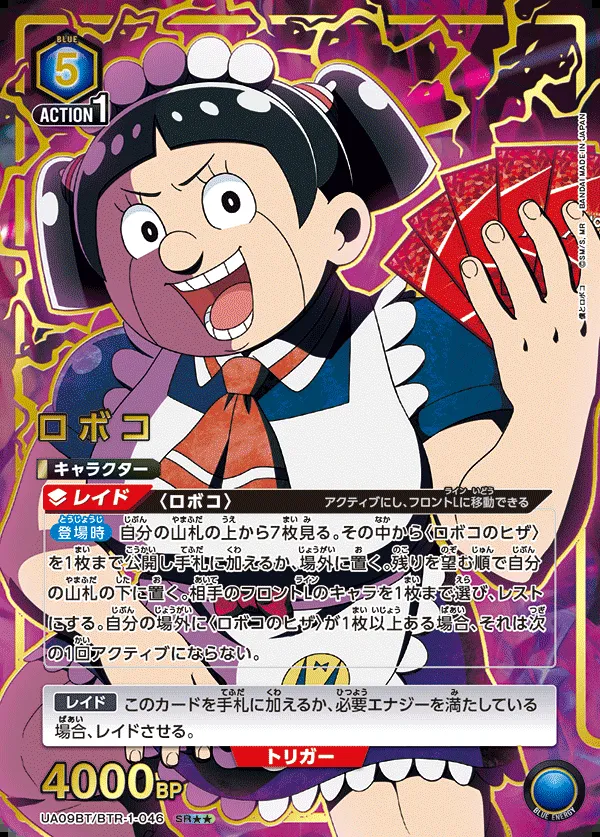 BLUE
5
ACTION 1
僕とロボコ ©SM/S, MR BANDAI MADE IN JAPAN
ロボコ
キャラクター
レイド 〈ロボコ〉 アクティブにし、フロントLに移動できる
登場時 自分の山札の上から7枚見る。その中から〈ロボコのヒザ〉
を1枚まで公開し手札に加えるか、場外に置く。残りを望む順で自分
の山札の下に置く。相手のフロントLのキャラを1枚まで選び、レスト
にする。自分の場外に〈ロボコのヒザ〉が1枚以上ある場合、それは次
の1回アクティブにならない。
レイド このカードを手札に加えるか、必要エナジーを満たしている
場合、レイドさせる。
トリガー
4000BP
UA09BT/BTR-1-046 SR★★
BLUE ENERGY